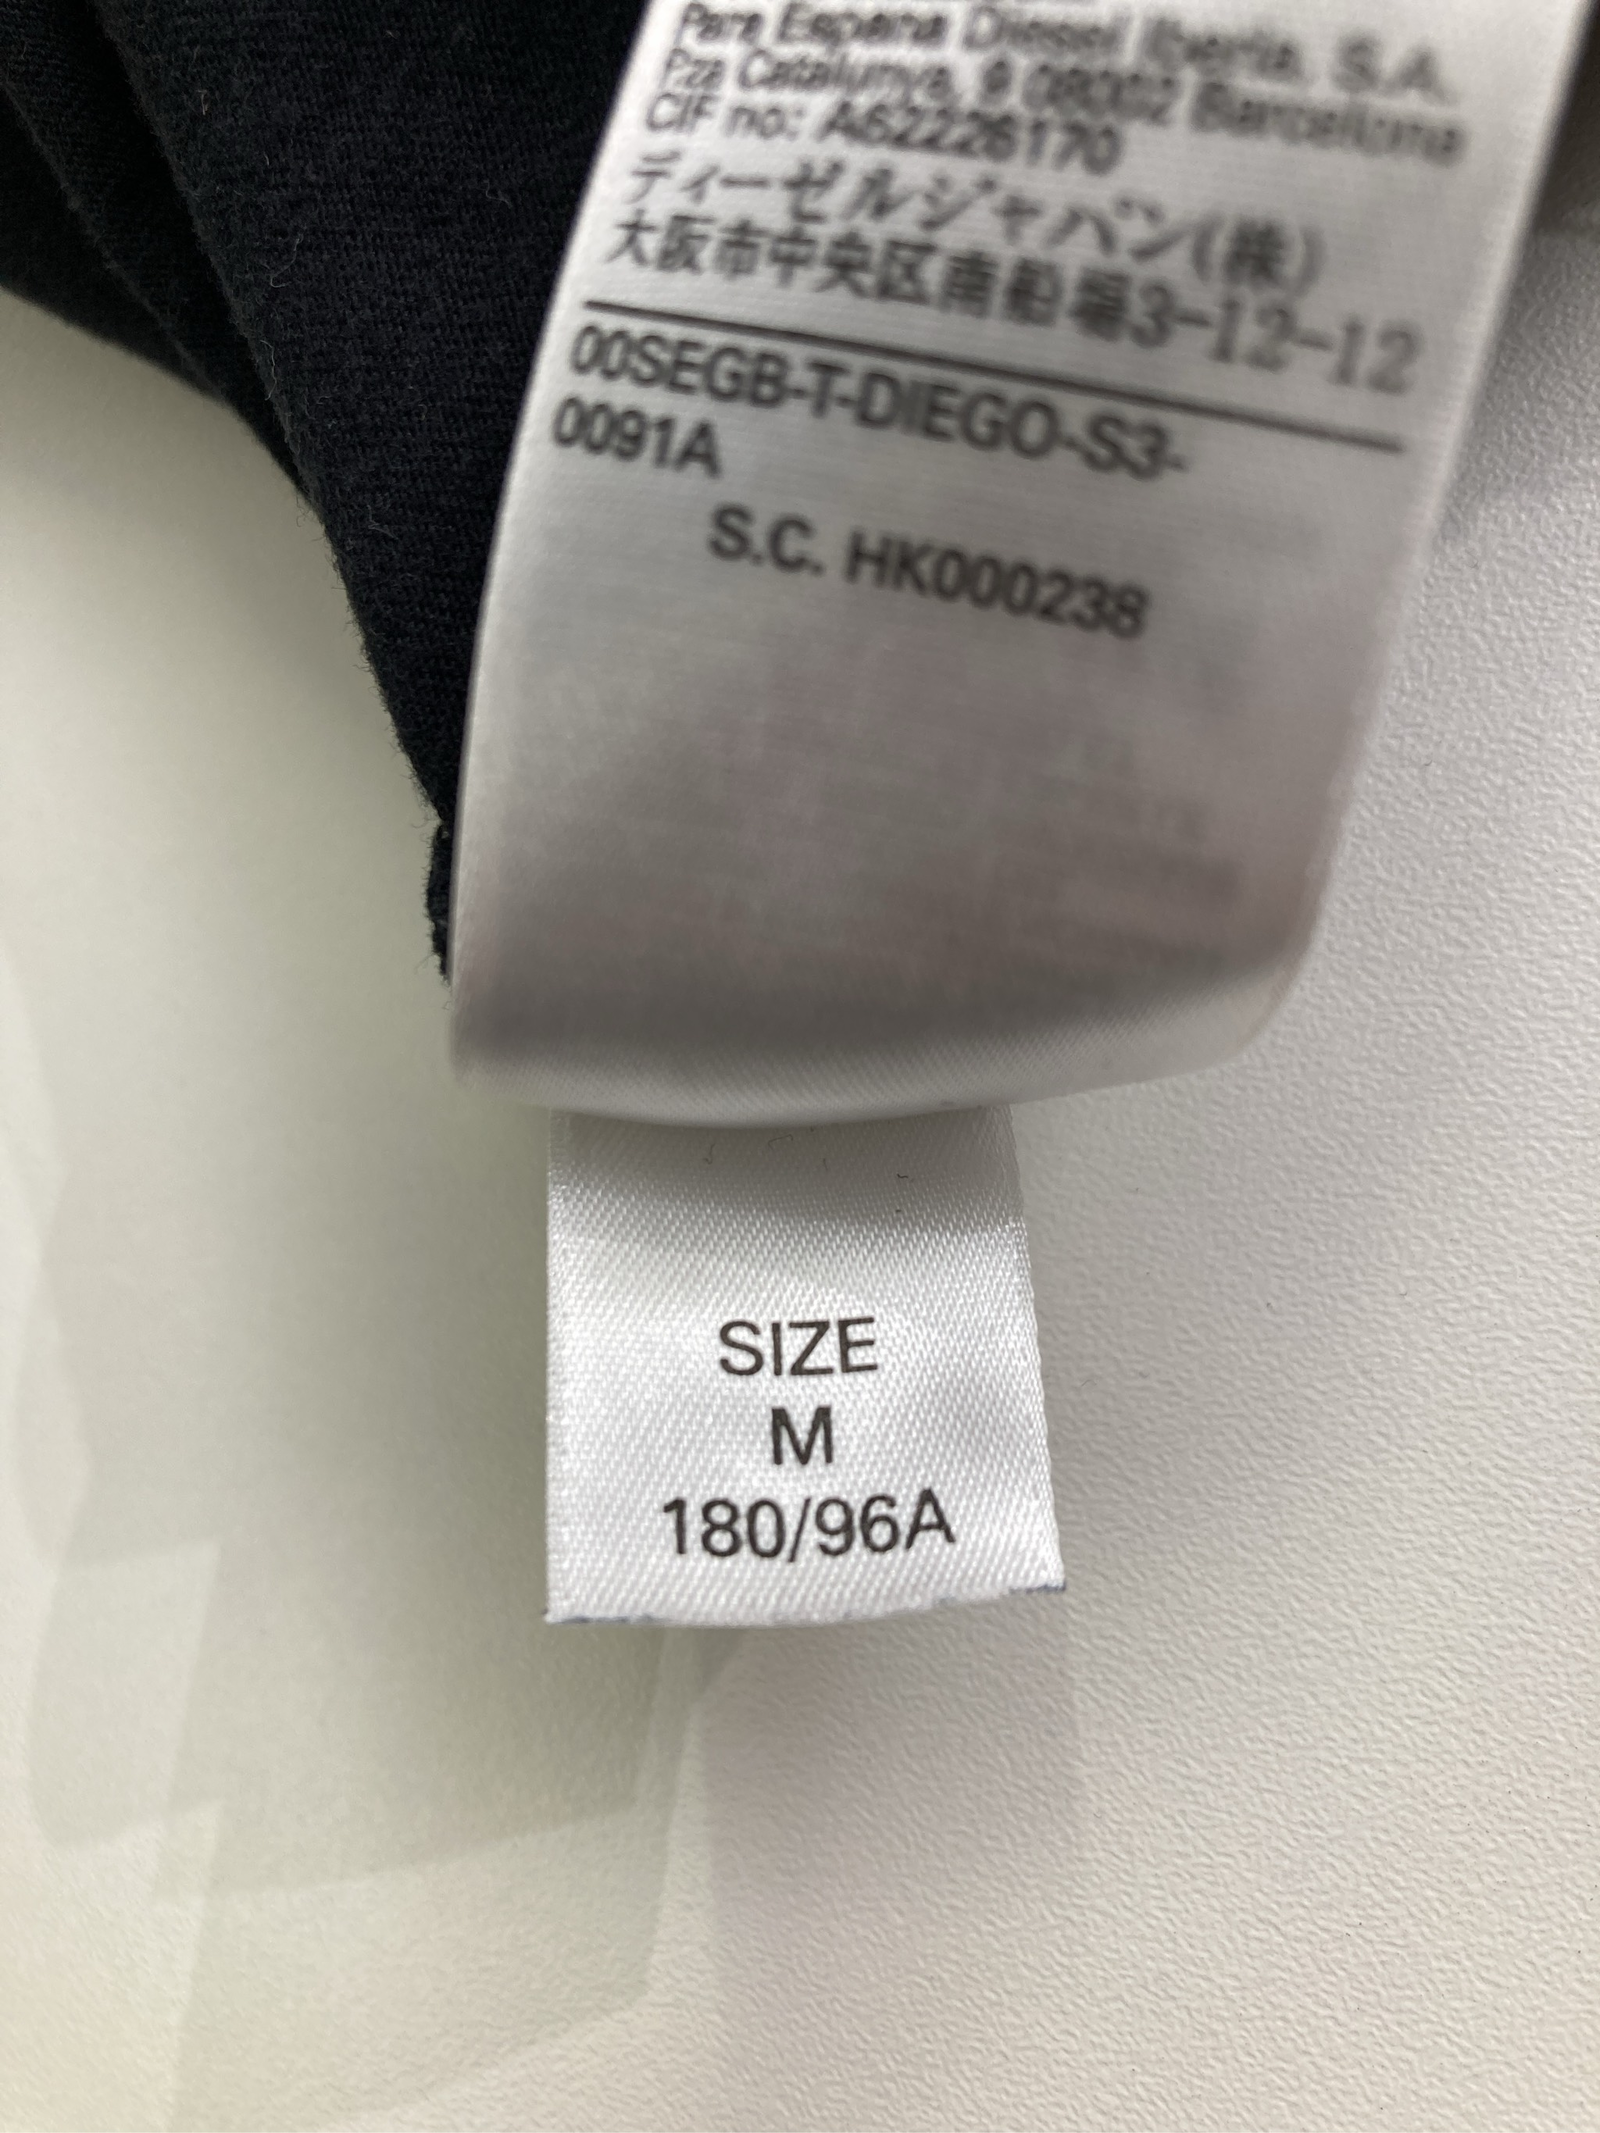 Para Espana Diesel Iberia, S.A.
Pza Catalunya, 9 08002 Barcelona
CIF no: A62226170
ディーゼルジャパン(株)
大阪市中央区南船場3-12-12
00SEGB-T-DIEGO-S3-
0091A
S.C. HK000238
SIZE
M
180/96A